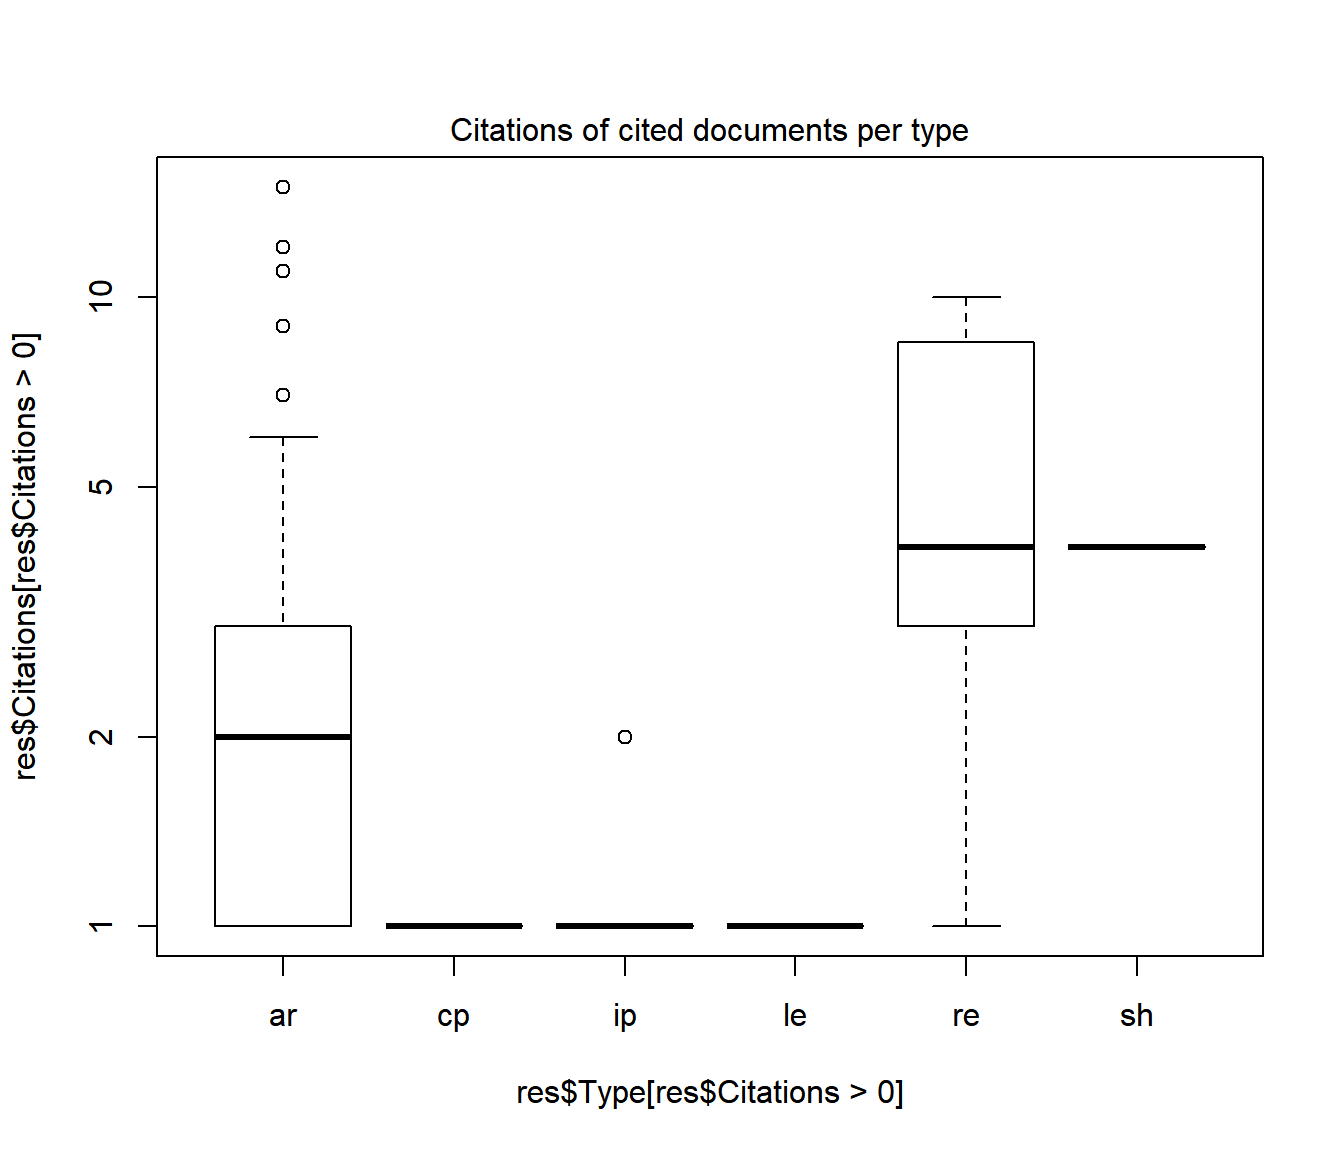 Citations of cited documents per type
res$Citations[res$Citations > 0]
10
5
2
1
ar cp ip le re sh
res$Type[res$Citations > 0]